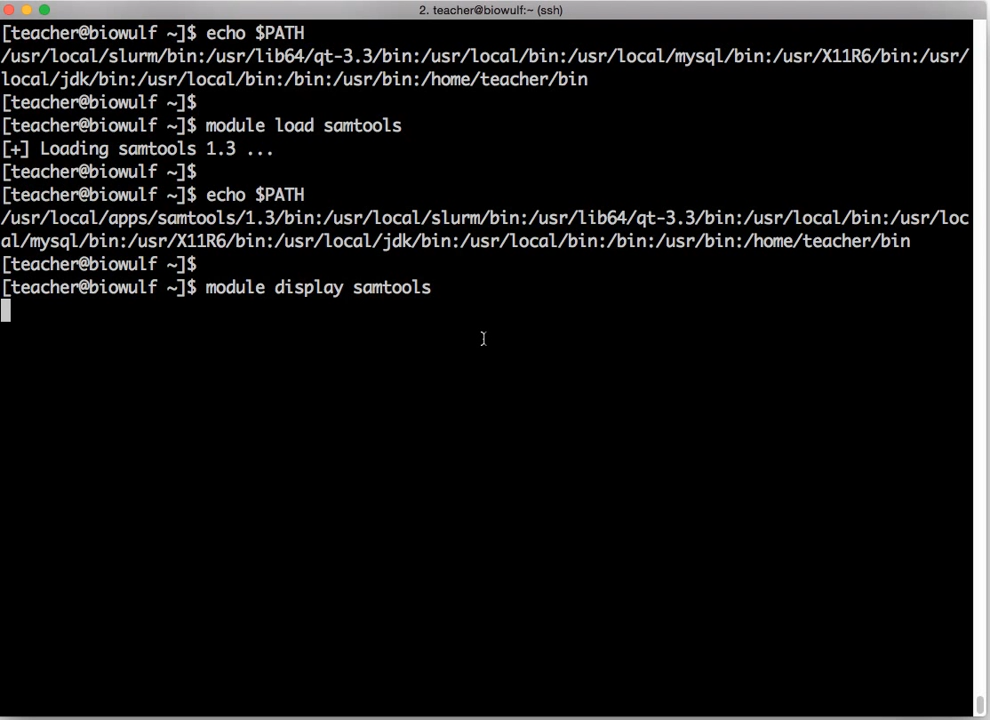 2. teacher@biowulf:~ (ssh)
[teacher@biowulf ~]$ echo $PATH
/usr/local/slurm/bin:/usr/lib64/qt-3.3/bin:/usr/local/bin:/usr/local/mysql/bin:/usr/X11R6/bin:/usr/
local/jdk/bin:/usr/local/bin:/bin:/usr/bin:/home/teacher/bin
[teacher@biowulf ~]$
[teacher@biowulf ~]$ module load samtools
[+] Loading samtools 1.3 ...
[teacher@biowulf ~]$
[teacher@biowulf ~]$ echo $PATH
/usr/local/apps/samtools/1.3/bin:/usr/local/slurm/bin:/usr/lib64/qt-3.3/bin:/usr/local/bin:/usr/loc
al/mysql/bin:/usr/X11R6/bin:/usr/local/jdk/bin:/usr/local/bin:/bin:/usr/bin:/home/teacher/bin
[teacher@biowulf ~]$
[teacher@biowulf ~]$ module display samtools